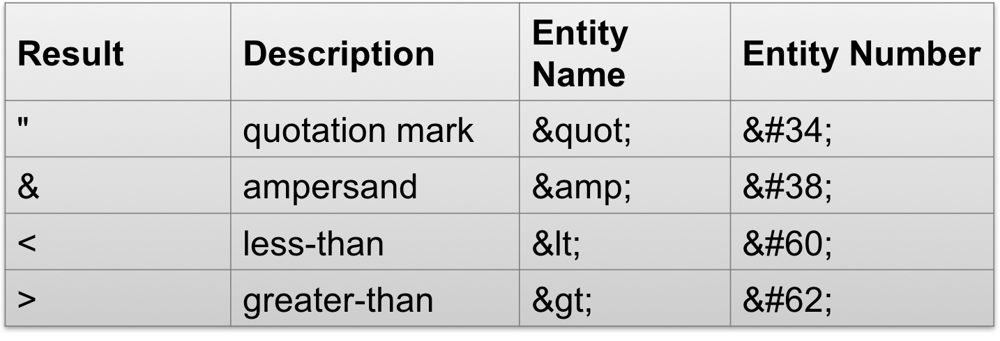 Result Description Entity Name Entity Number
" quotation mark &quot; &#34;
& ampersand &amp; &#38;
< less-than &lt; &#60;
> greater-than &gt; &#62;